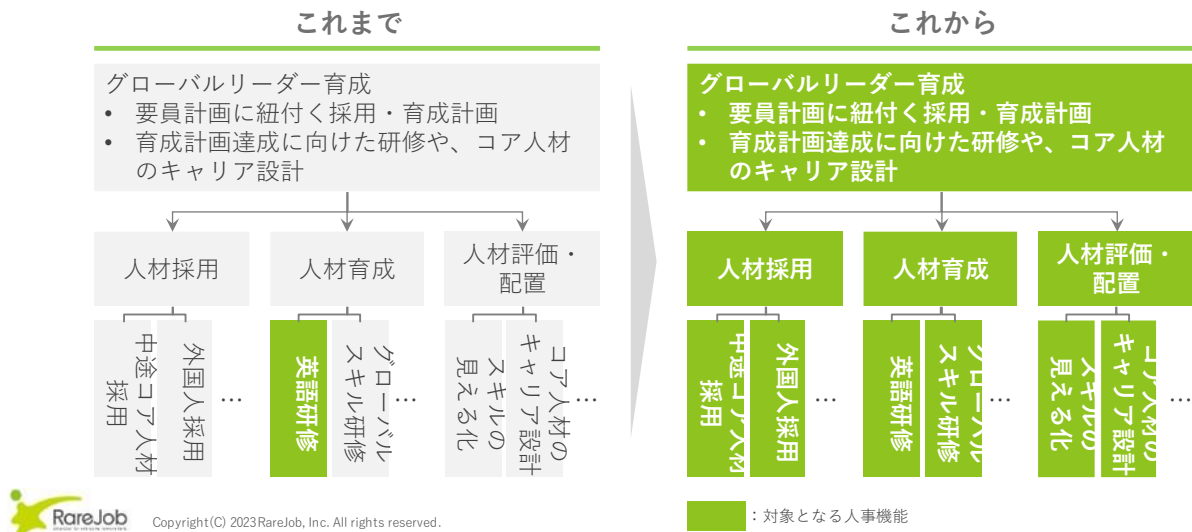 これまで
グローバルリーダー育成
• 要員計画に紐付く採用・育成計画
• 育成計画達成に向けた研修や、コア人材
のキャリア設計
人材採用
人材育成
人材評価・
配置
中途コア人材
採用
外国人採用
…
英語研修
グローバル
スキル研修
…
スキルの
見える化
コア人材の
キャリア設計
…
これから
グローバルリーダー育成
• 要員計画に紐付く採用・育成計画
• 育成計画達成に向けた研修や、コア人材
のキャリア設計
人材採用
人材育成
人材評価・
配置
中途コア人材
採用
外国人採用
…
英語研修
グローバル
スキル研修
…
スキルの
見える化
コア人材の
キャリア設計
…
RareJob
Copyright(C) 2023 RareJob, Inc. All rights reserved.
：対象となる人事機能